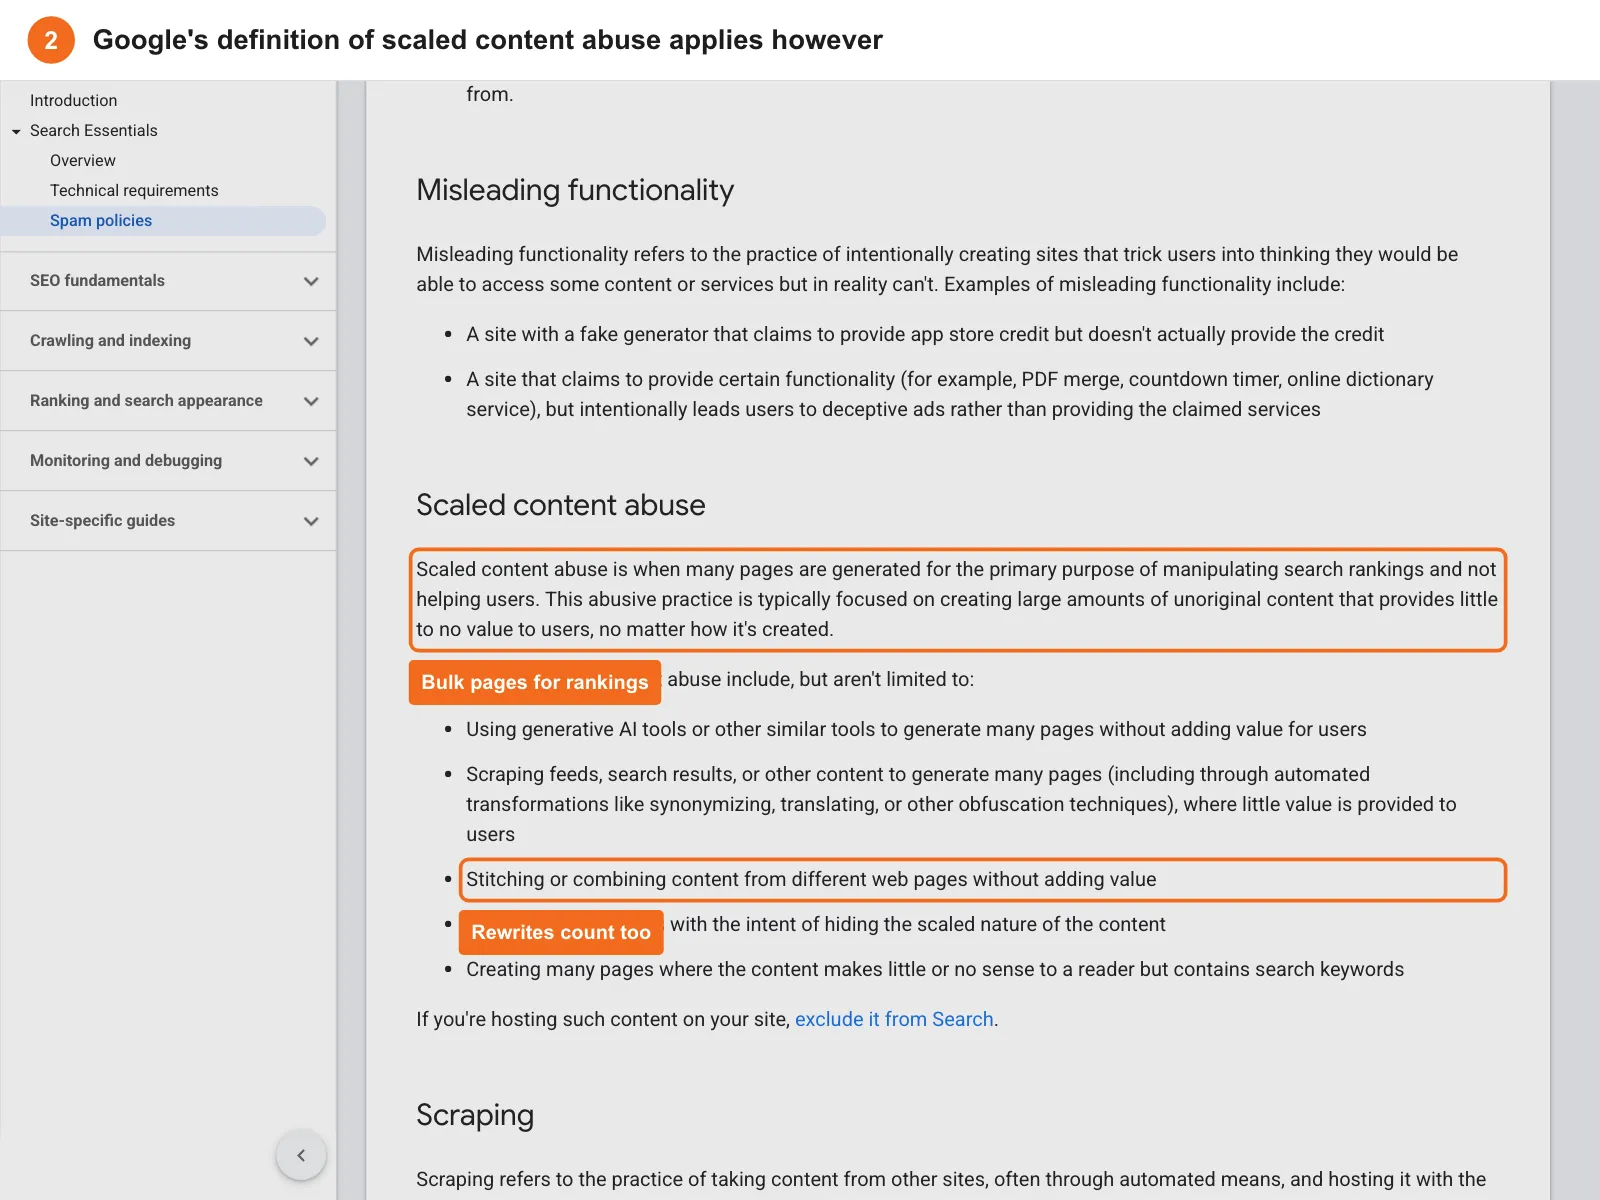 2
Google's definition of scaled content abuse applies however
Introduction
Search Essentials
Overview
Technical requirements
Spam policies
SEO fundamentals
Crawling and indexing
Ranking and search appearance
Monitoring and debugging
Site-specific guides
from.
Misleading functionality
Misleading functionality refers to the practice of intentionally creating sites that trick users into thinking they would be
able to access some content or services but in reality can't. Examples of misleading functionality include:
• A site with a fake generator that claims to provide app store credit but doesn't actually provide the credit
• A site that claims to provide certain functionality (for example, PDF merge, countdown timer, online dictionary
service), but intentionally leads users to deceptive ads rather than providing the claimed services
Scaled content abuse
Scaled content abuse is when many pages are generated for the primary purpose of manipulating search rankings and not
helping users. This abusive practice is typically focused on creating large amounts of unoriginal content that provides little
to no value to users, no matter how it's created.
Bulk pages for rankings abuse include, but aren't limited to:
• Using generative AI tools or other similar tools to generate many pages without adding value for users
• Scraping feeds, search results, or other content to generate many pages (including through automated
transformations like synonymizing, translating, or other obfuscation techniques), where little value is provided to
users
• Stitching or combining content from different web pages without adding value
• Rewrites count too with the intent of hiding the scaled nature of the content
• Creating many pages where the content makes little or no sense to a reader but contains search keywords
If you're hosting such content on your site, exclude it from Search.
Scraping
Scraping refers to the practice of taking content from other sites, often through automated means, and hosting it with the